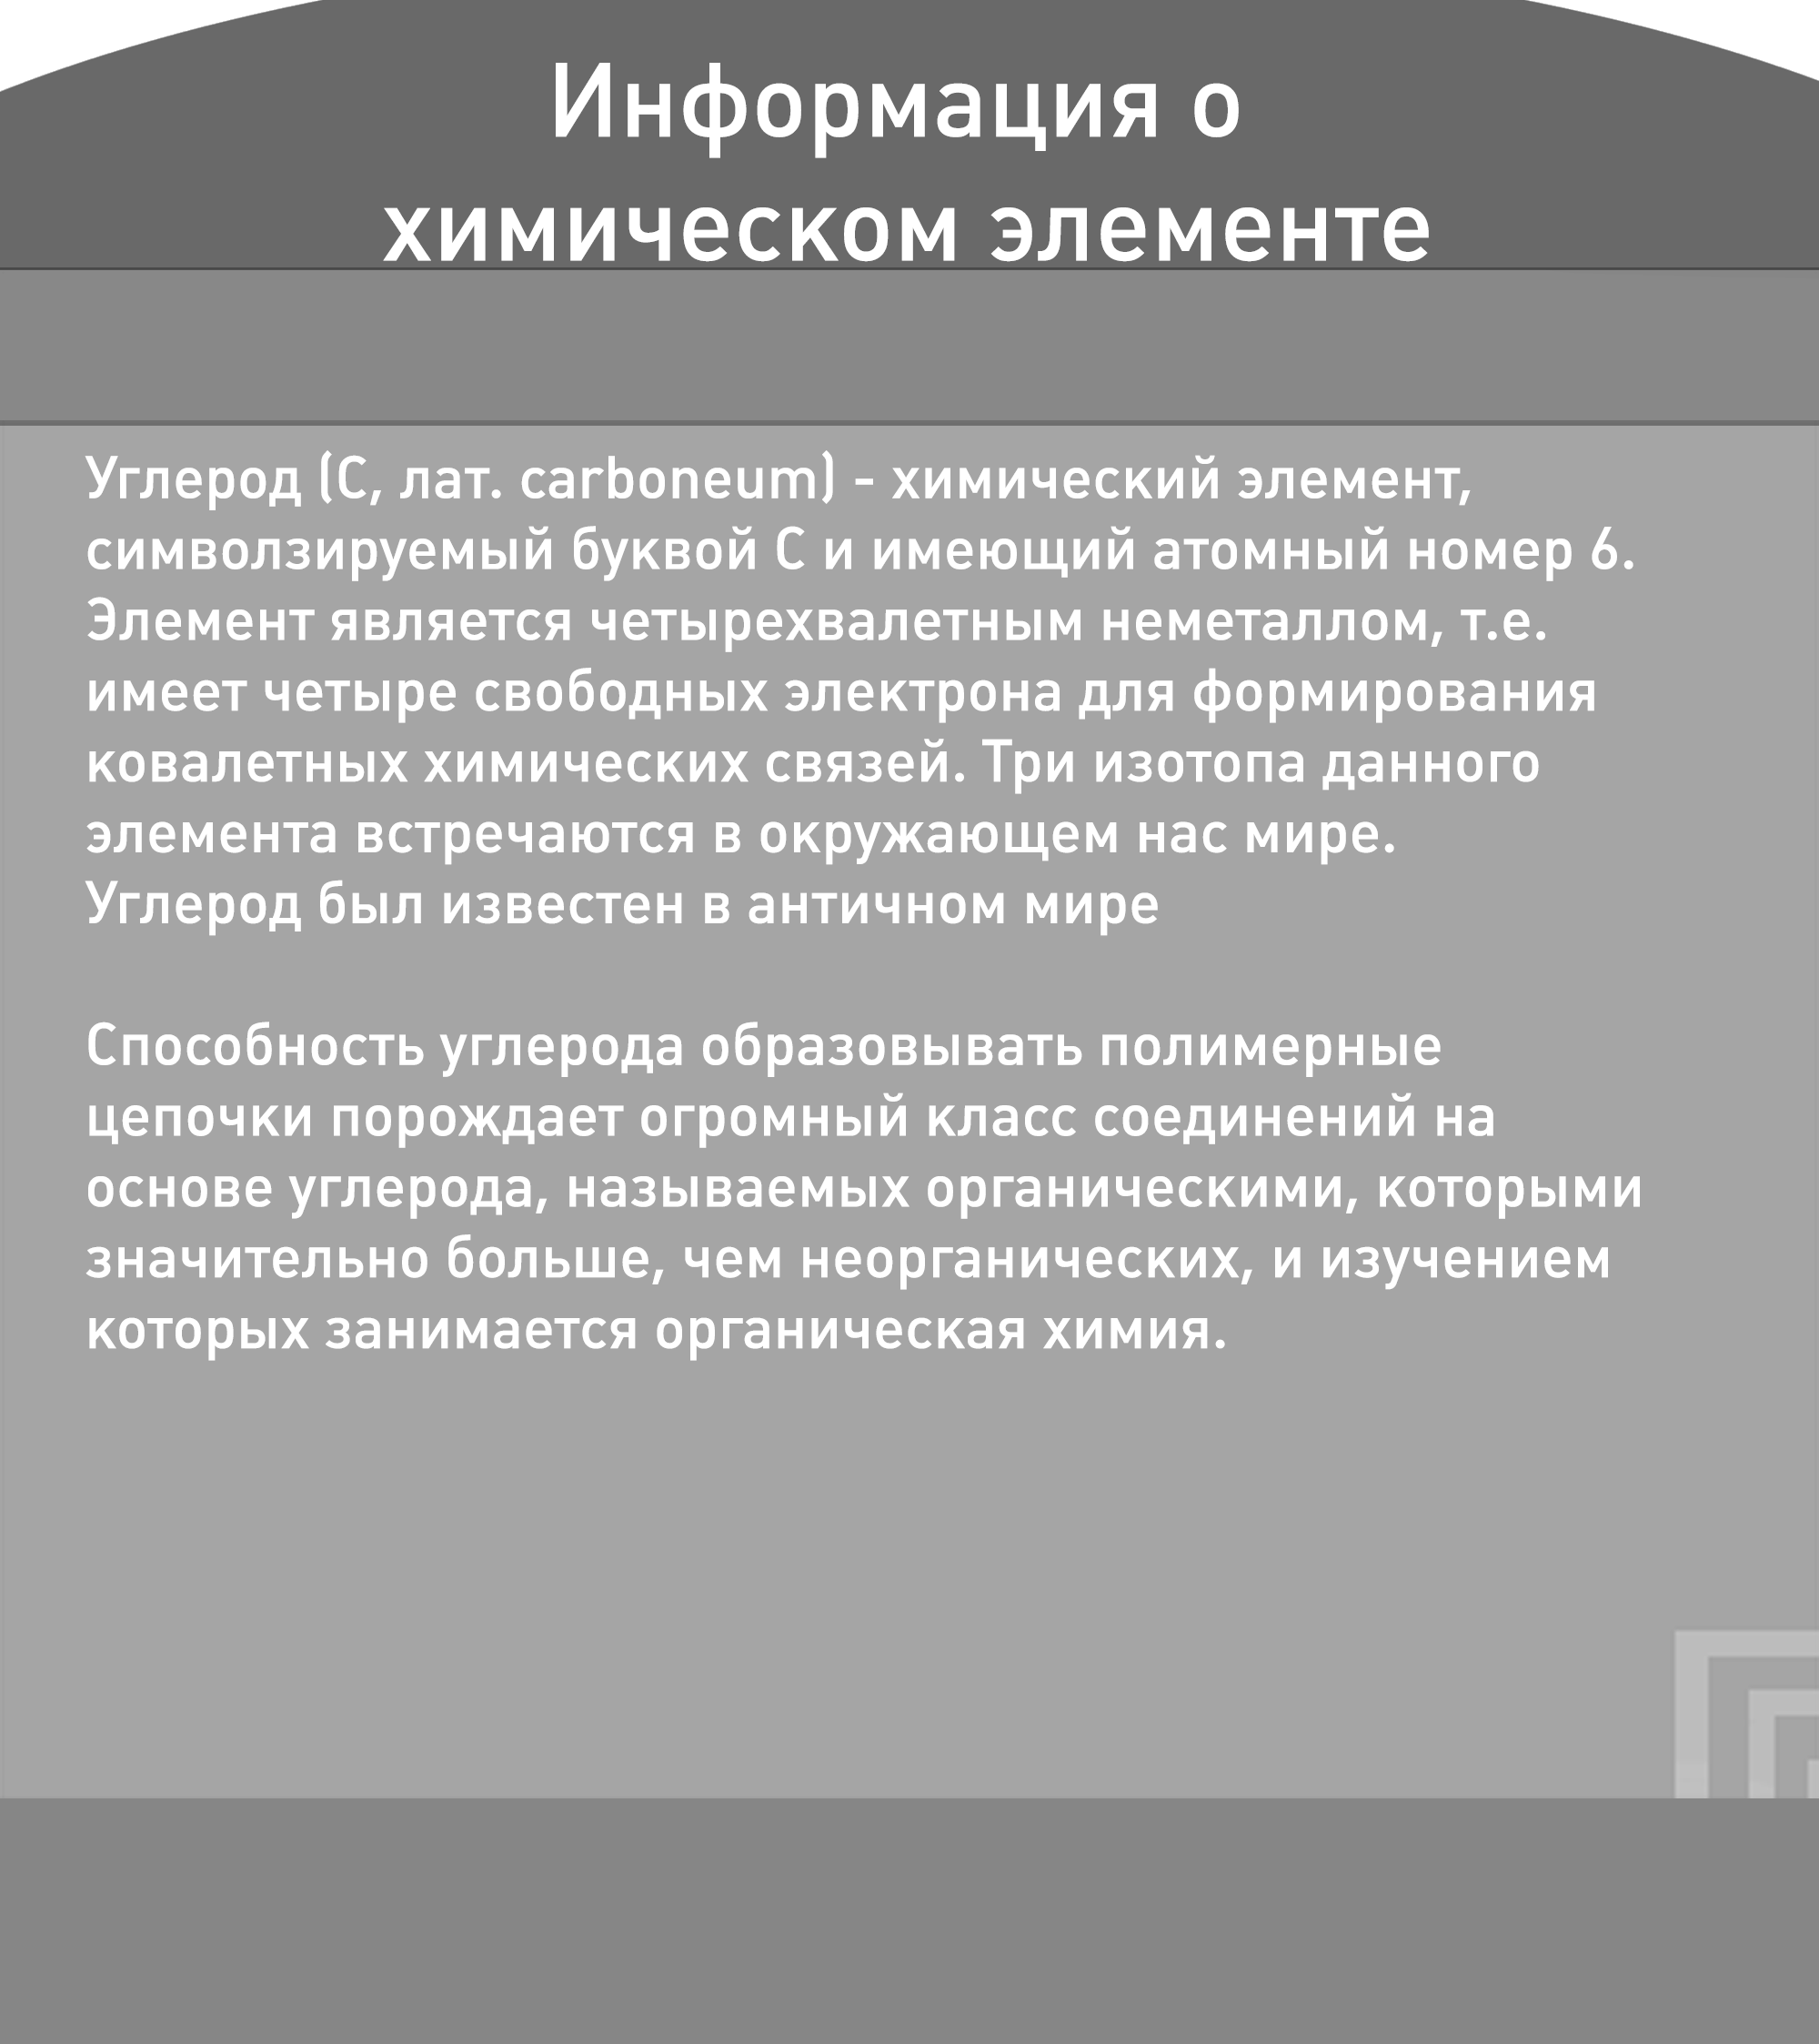 Информация о
химическом элементе
Углерод (C, лат. carboneum) - химический элемент,
символзируемый буквой C и имеющий атомный номер 6.
Элемент является четырехвалетным неметаллом, т.е.
имеет четыре свободных электрона для формирования
ковалетных химических связей. Три изотопа данного
элемента встречаются в окружающем нас мире.
Углерод был известен в античном мире
Способность углерода образовывать полимерные
цепочки порождает огромный класс соединений на
основе углерода, называемых органическими, которыми
значительно больше, чем неорганических, и изучением
которых занимается органическая химия.